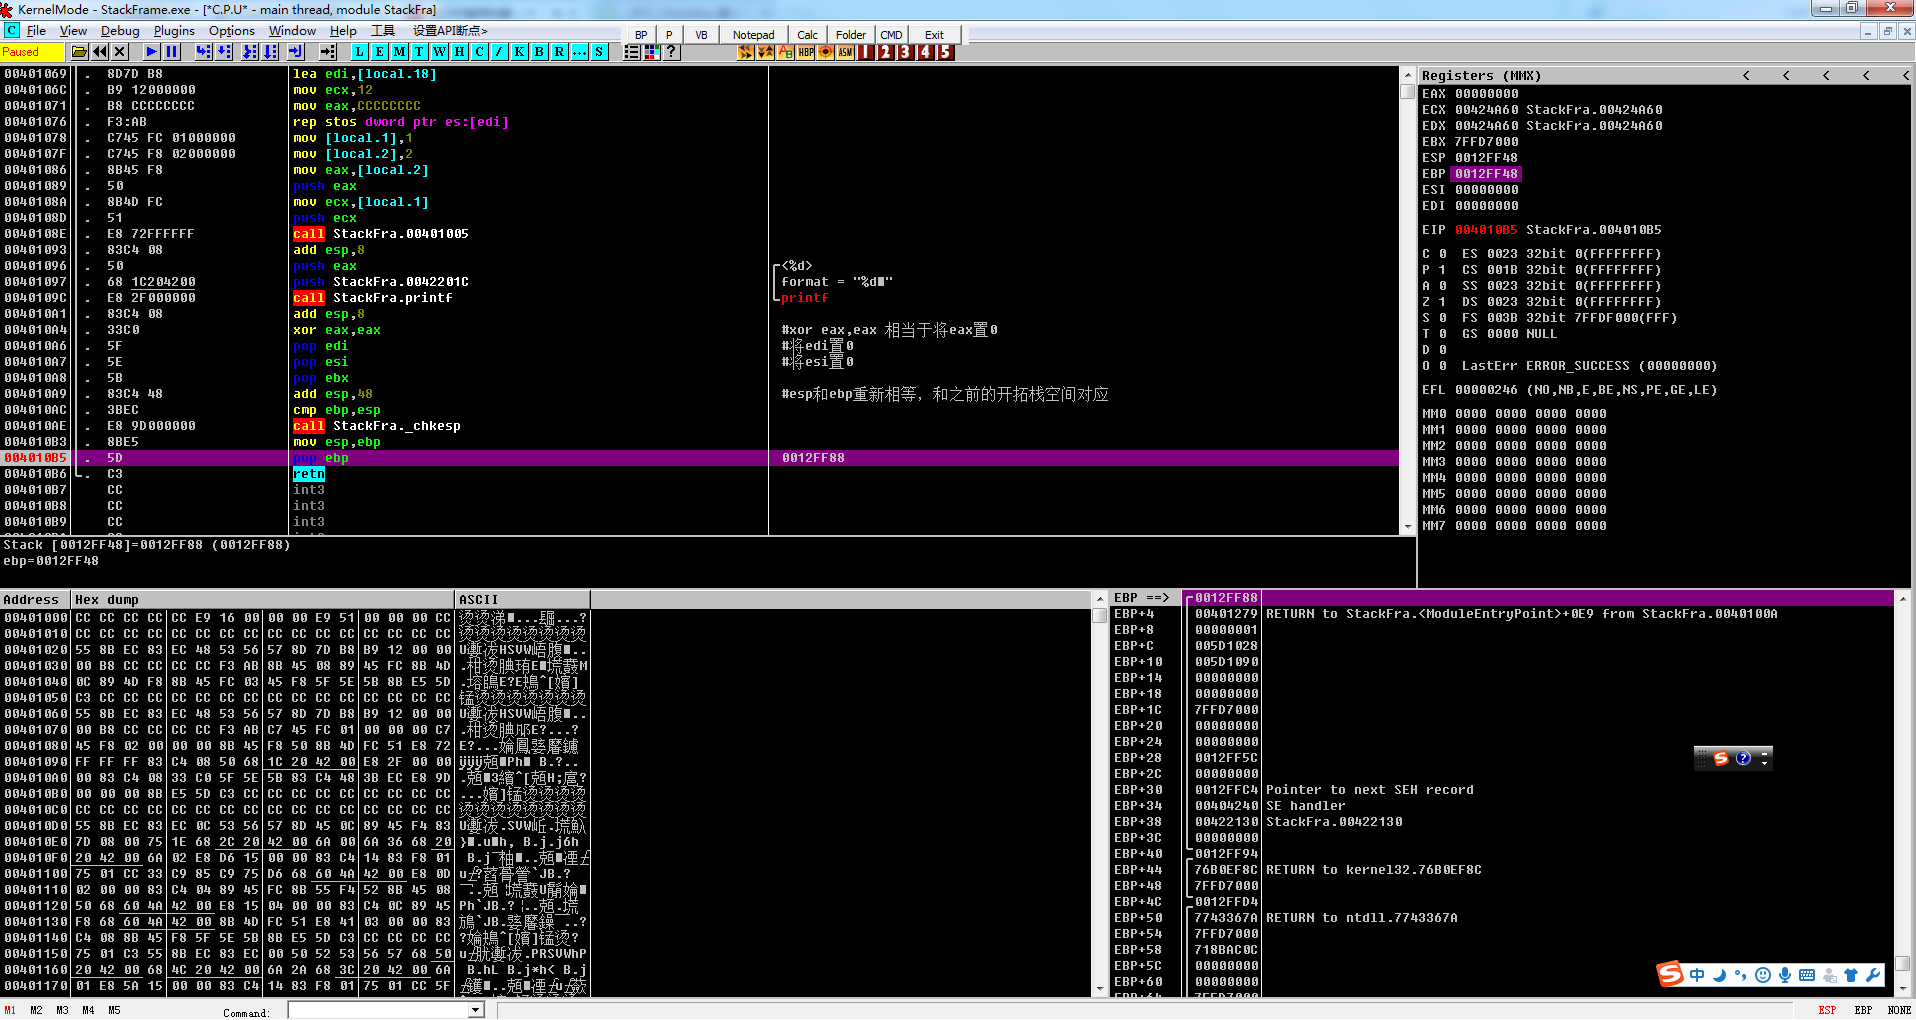 KernelMode - StackFrame.exe - [*C.P.U* - main thread, module StackFra]
File View Debug Plugins Options Window Help 工具 设置API断点>
BP P VB Notepad Calc Folder CMD Exit
Paused L E M T W H C / K B R ... S ? HBP ASM 1 2 3 4 5
00401069 . 8D7D B8 lea edi,[local.18]
0040106C . B9 12000000 mov ecx,12
00401071 . B8 CCCCCCCC mov eax,CCCCCCCC
00401076 . F3:AB rep stos dword ptr es:[edi]
00401078 . C745 FC 01000000 mov [local.1],1
0040107F . C745 F8 02000000 mov [local.2],2
00401086 . 8B45 F8 mov eax,[local.2]
00401089 . 50 push eax
0040108A . 8B4D FC mov ecx,[local.1]
0040108D . 51 push ecx
0040108E . E8 72FFFFFF call StackFra.00401005
00401093 . 83C4 08 add esp,8
00401096 . 50 push eax <%d>
00401097 . 68 1C204200 push StackFra.0042201C format = "%d"
0040109C . E8 2F000000 call StackFra.printf printf
004010A1 . 83C4 08 add esp,8
004010A4 . 33C0 xor eax,eax #xor eax,eax 相当于将eax置0
004010A6 . 5F pop edi #将edi置0
004010A7 . 5E pop esi #将esi置0
004010A8 . 5B pop ebx
004010A9 . 83C4 48 add esp,48 #esp和ebp重新相等，和之前的开拓栈空间对应
004010AC . 3BEC cmp ebp,esp
004010AE . E8 9D000000 call StackFra._chkesp
004010B3 . 8BE5 mov esp,ebp
004010B5 . 5D pop ebp 0012FF88
004010B6 . C3 retn
004010B7 CC int3
004010B8 CC int3
004010B9 CC int3
Stack [0012FF48]=0012FF88 (0012FF88)
ebp=0012FF48
Registers (MMX) < < < < <
EAX 00000000
ECX 00424A60 StackFra.00424A60
EDX 00424A60 StackFra.00424A60
EBX 7FFD7000
ESP 0012FF48
EBP 0012FF48
ESI 00000000
EDI 00000000
EIP 004010B5 StackFra.004010B5
C 0 ES 0023 32bit 0(FFFFFFFF)
P 1 CS 001B 32bit 0(FFFFFFFF)
A 0 SS 0023 32bit 0(FFFFFFFF)
Z 1 DS 0023 32bit 0(FFFFFFFF)
S 0 FS 003B 32bit 7FFDF000(FFF)
T 0 GS 0000 NULL
D 0
O 0 LastErr ERROR_SUCCESS (00000000)
EFL 00000246 (NO,NB,E,BE,NS,PE,GE,LE)
MM0 0000 0000 0000 0000
MM1 0000 0000 0000 0000
MM2 0000 0000 0000 0000
MM3 0000 0000 0000 0000
MM4 0000 0000 0000 0000
MM5 0000 0000 0000 0000
MM6 0000 0000 0000 0000
MM7 0000 0000 0000 0000
Address Hex dump ASCII
00401000 CC CC CC CC CC E9 16 00 00 00 E9 51 00 00 00 CC
00401010 CC CC CC CC CC CC CC CC CC CC CC CC CC CC CC CC 烫烫烫烫烫烫烫烫
00401020 55 8B EC 83 EC 48 53 56 57 8D 7D B8 B9 12 00 00
00401030 00 B8 CC CC CC CC F3 AB 8B 45 08 89 45 FC 8B 4D
00401040 0C 89 4D F8 8B 45 FC 03 45 F8 5F 5E 5B 8B E5 5D
00401050 C3 CC CC CC CC CC CC CC CC CC CC CC CC CC CC CC 锰烫烫烫烫烫烫烫
00401060 55 8B EC 83 EC 48 53 56 57 8D 7D B8 B9 12 00 00
00401070 00 B8 CC CC CC CC F3 AB C7 45 FC 01 00 00 00 C7
00401080 45 F8 02 00 00 00 8B 45 F8 50 8B 4D FC 51 E8 72
00401090 FF FF FF 83 C4 08 50 68 1C 20 42 00 E8 2F 00 00
004010A0 00 83 C4 08 33 C0 5F 5E 5B 83 C4 48 3B EC E8 9D
004010B0 00 00 00 8B E5 5D C3 CC CC CC CC CC CC CC CC CC
004010C0 CC CC CC CC CC CC CC CC CC CC CC CC CC CC CC CC 烫烫烫烫烫烫烫烫
004010D0 55 8B EC 83 EC 0C 53 56 57 8D 45 0C 89 45 F4 83
004010E0 7D 08 00 75 1E 68 2C 20 42 00 6A 00 6A 36 68 20
004010F0 20 42 00 6A 02 E8 D6 15 00 00 83 C4 14 83 F8 01
00401100 75 01 CC 33 C9 85 C9 75 D6 68 60 4A 42 00 E8 0D
00401110 02 00 00 83 C4 04 89 45 FC 8B 55 F4 52 8B 45 08
00401120 50 68 60 4A 42 00 E8 15 04 00 00 83 C4 0C 89 45
00401130 F8 68 60 4A 42 00 8B 4D FC 51 E8 41 03 00 00 83
00401140 C4 08 8B 45 F8 5F 5E 5B 8B E5 5D C3 CC CC CC CC
00401150 75 01 C3 55 8B EC 83 EC 00 50 52 53 56 57 68 50
00401160 20 42 00 68 4C 20 42 00 6A 2A 68 3C 20 42 00 6A
00401170 01 E8 5A 15 00 00 83 C4 14 83 F8 01 75 01 CC 5F
EBP ==> 0012FF88
EBP+4 00401279 RETURN to StackFra.<ModuleEntryPoint>+0E9 from StackFra.0040100A
EBP+8 00000001
EBP+C 005D1028
EBP+10 005D1090
EBP+14 00000000
EBP+18 00000000
EBP+1C 7FFD7000
EBP+20 00000000
EBP+24 00000000
EBP+28 0012FF5C
EBP+2C 00000000
EBP+30 0012FFC4 Pointer to next SEH record
EBP+34 00404240 SE handler
EBP+38 00422130 StackFra.00422130
EBP+3C 00000000
EBP+40 0012FF94
EBP+44 76B0EF8C RETURN to kernel32.76B0EF8C
EBP+48 7FFD7000
EBP+4C 0012FFD4
EBP+50 7743367A RETURN to ntdll.7743367A
EBP+54 7FFD7000
EBP+58 718BAC0C
EBP+5C 00000000
EBP+60 00000000
EBP+64 7FFD7000
中
M1 M2 M3 M4 M5 Command: ESP EBP NONE